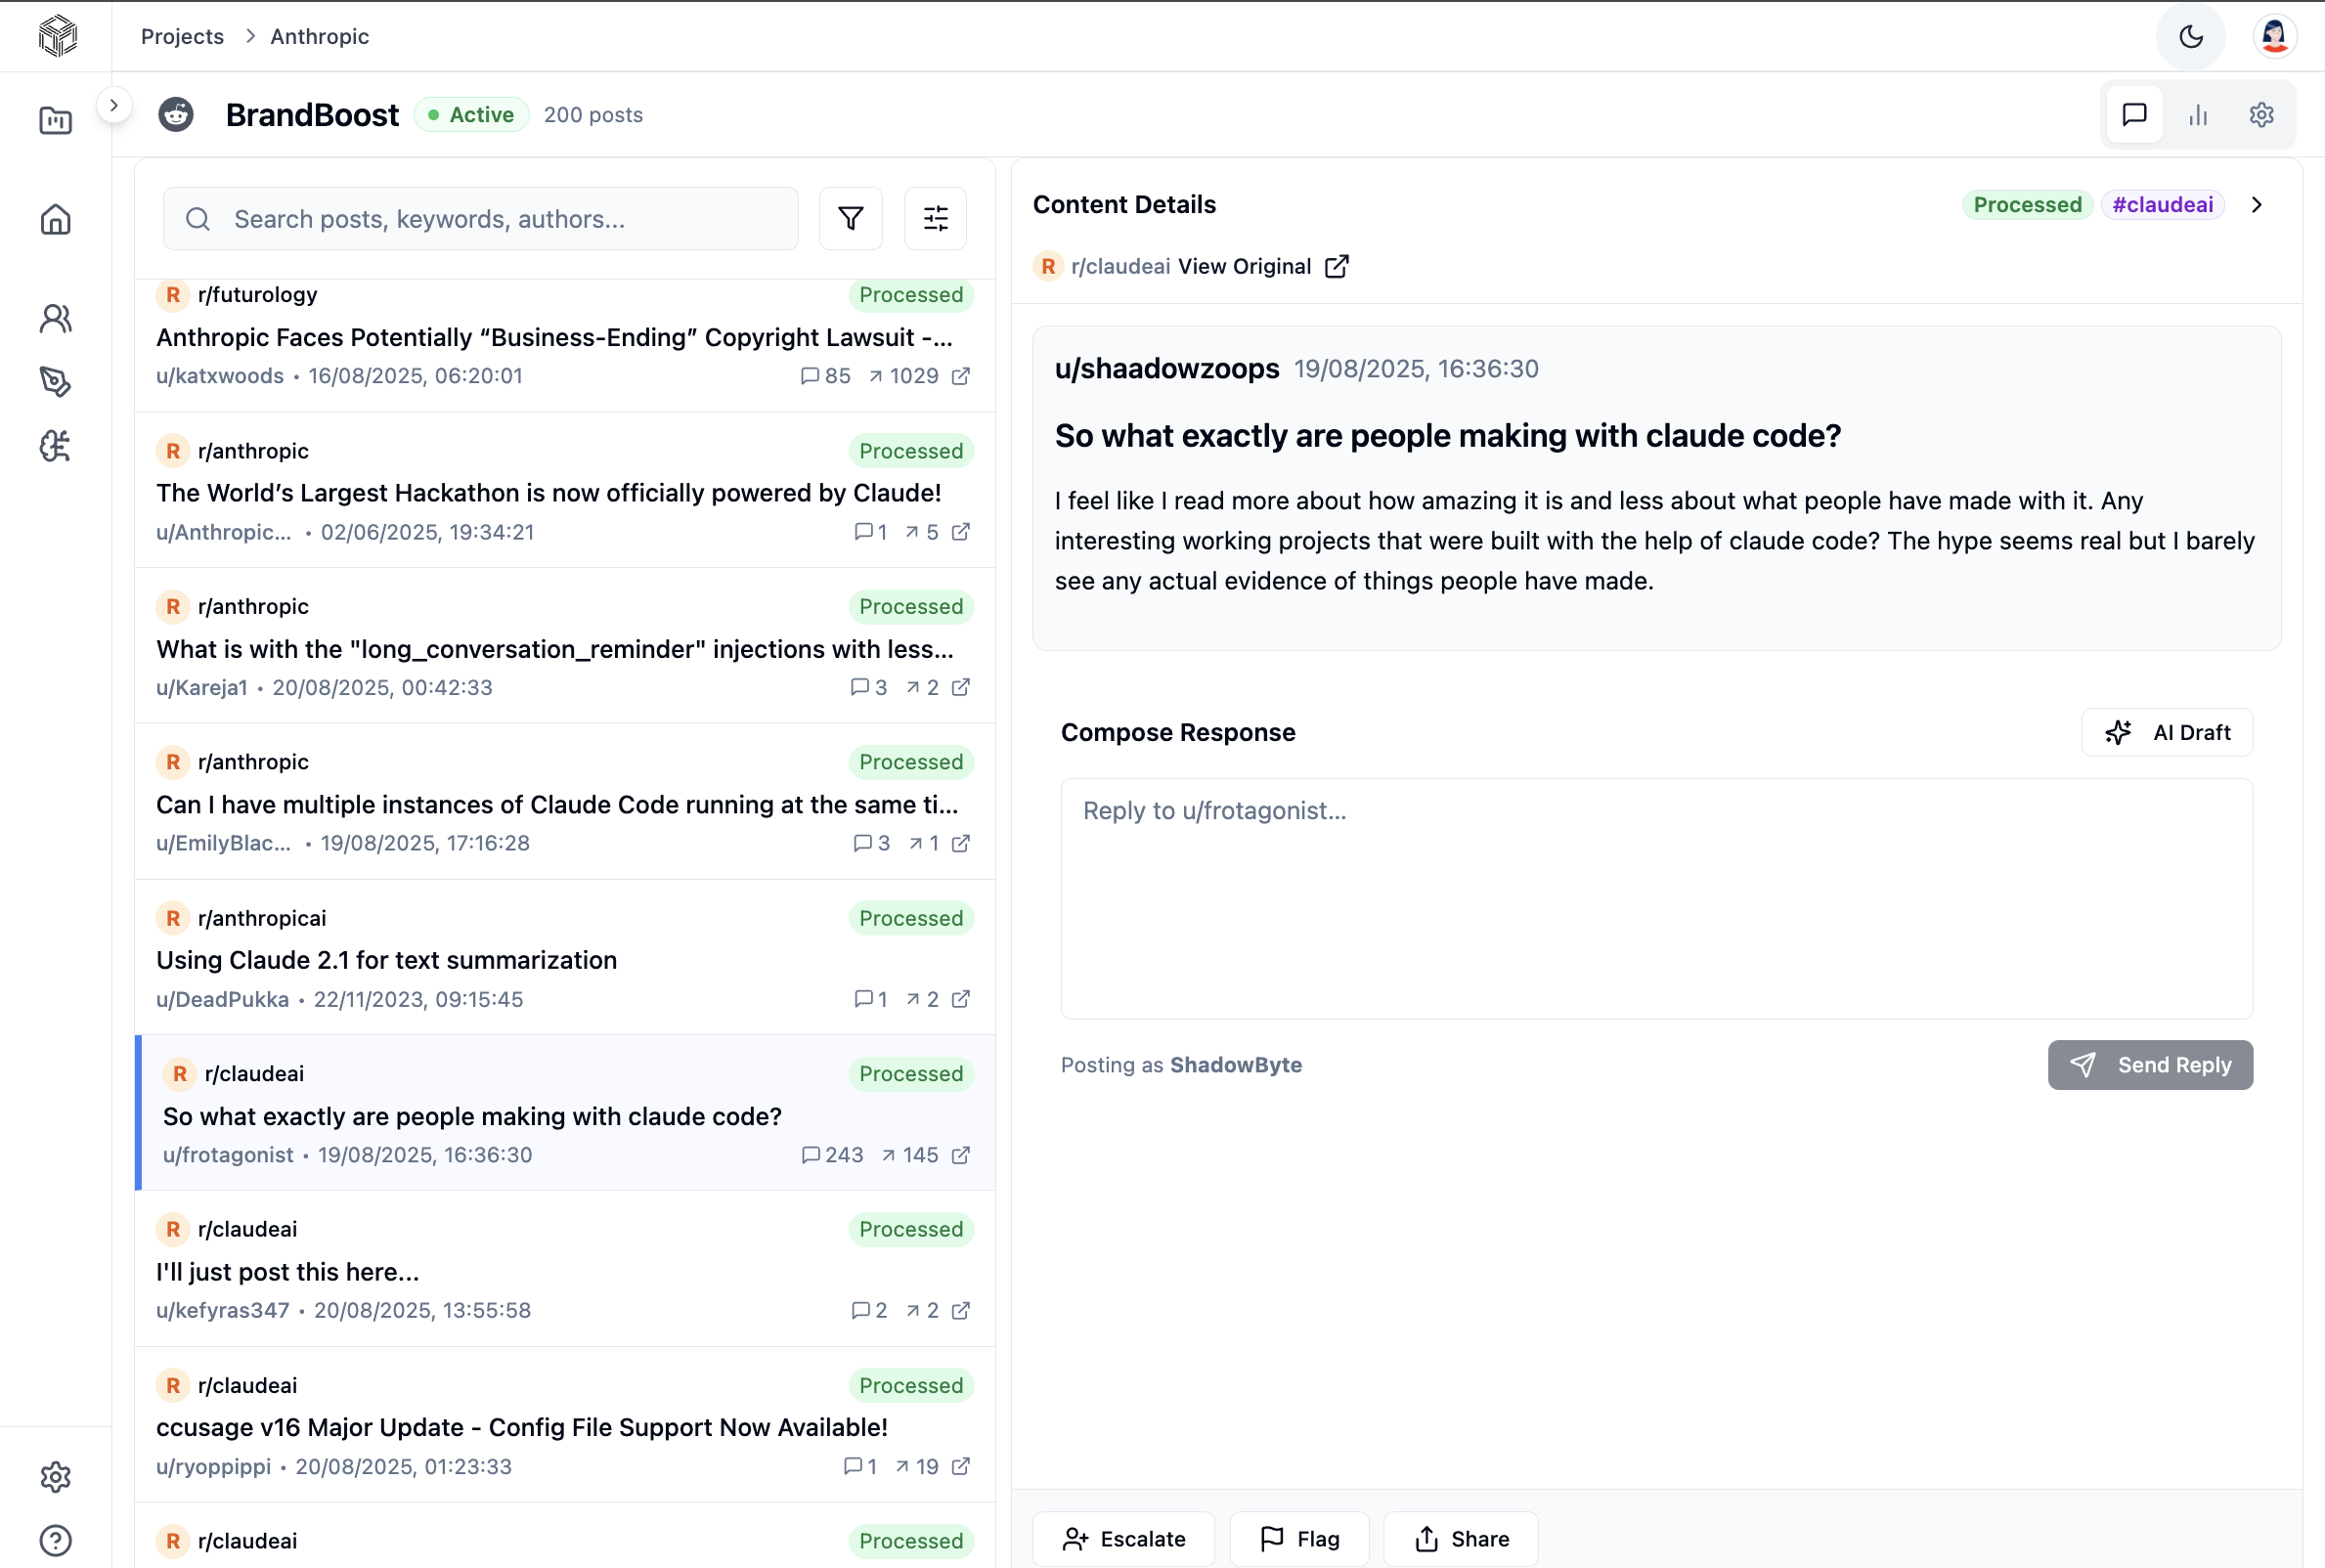 Projects > Anthropic
BrandBoost Active 200 posts
Search posts, keywords, authors...
R r/futurology Processed
Anthropic Faces Potentially “Business-Ending” Copyright Lawsuit -...
u/katxwoods • 16/08/2025, 06:20:01 85 1029
R r/anthropic Processed
The World’s Largest Hackathon is now officially powered by Claude!
u/Anthropic... • 02/06/2025, 19:34:21 1 5
R r/anthropic Processed
What is with the "long_conversation_reminder" injections with less...
u/Kareja1 • 20/08/2025, 00:42:33 3 2
R r/anthropic Processed
Can I have multiple instances of Claude Code running at the same ti...
u/EmilyBlac... • 19/08/2025, 17:16:28 3 1
R r/anthropicai Processed
Using Claude 2.1 for text summarization
u/DeadPukka • 22/11/2023, 09:15:45 1 2
R r/claudeai Processed
So what exactly are people making with claude code?
u/frotagonist • 19/08/2025, 16:36:30 243 145
R r/claudeai Processed
I'll just post this here...
u/kefyras347 • 20/08/2025, 13:55:58 2 2
R r/claudeai Processed
ccusage v16 Major Update - Config File Support Now Available!
u/ryoppippi • 20/08/2025, 01:23:33 1 19
R r/claudeai Processed
Content Details Processed #claudeai
R r/claudeai View Original
u/shaadowzoops 19/08/2025, 16:36:30
So what exactly are people making with claude code?
I feel like I read more about how amazing it is and less about what people have made with it. Any
interesting working projects that were built with the help of claude code? The hype seems real but I barely
see any actual evidence of things people have made.
Compose Response AI Draft
Reply to u/frotagonist...
Posting as ShadowByte Send Reply
Escalate Flag Share